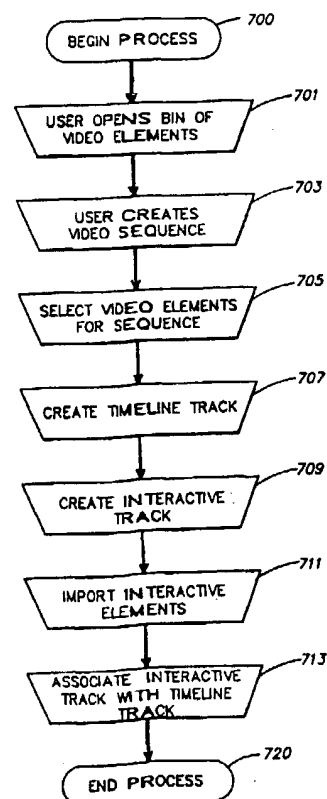 700
BEGIN PROCESS
701
USER OPENS BIN OF
VIDEO ELEMENTS
703
USER CREATES
VIDEO SEQUENCE
705
SELECT VIDEO ELEMENTS
FOR SEQUENCE
707
CREATE TIMELINE TRACK
709
CREATE INTERACTIVE
TRACK
711
IMPORT INTERACTIVE
ELEMENTS
713
ASSOCIATE INTERACTIVE
TRACK WITH TIMELINE
TRACK
720
END PROCESS